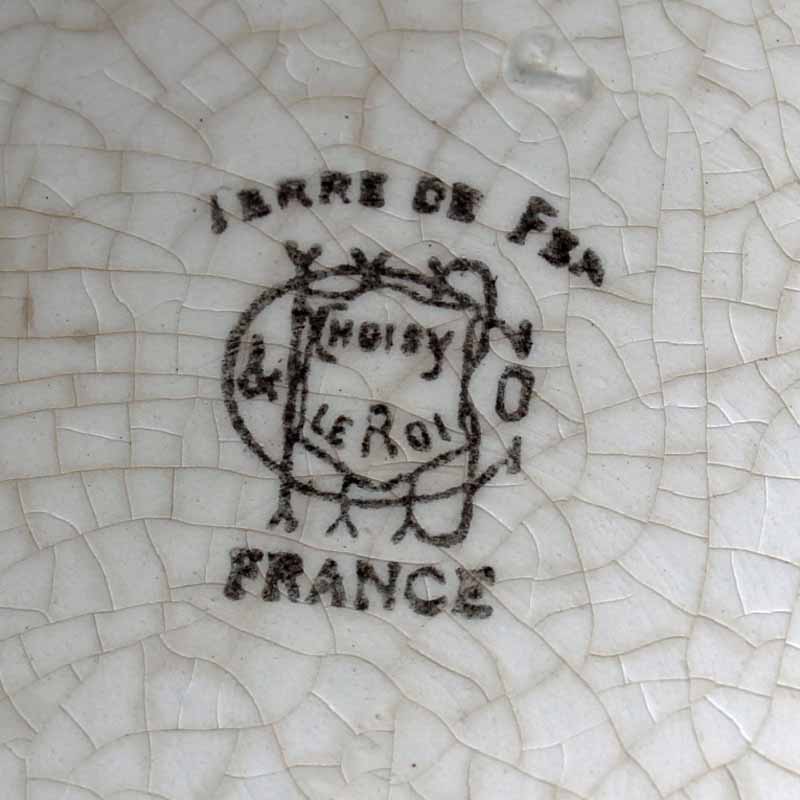 TERRE DE FER
&
CHOISY
LE ROI
FRANCE